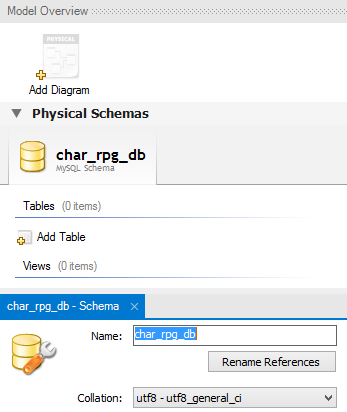 Model Overview
PHYSICAL
Add Diagram
Physical Schemas
char_rpg_db
MySQL Schema
Tables (0 items)
Add Table
Views (0 items)
char_rpg_db - Schema ×
Name: char_rpg_db
Rename References
Collation: utf8 - utf8_general_ci